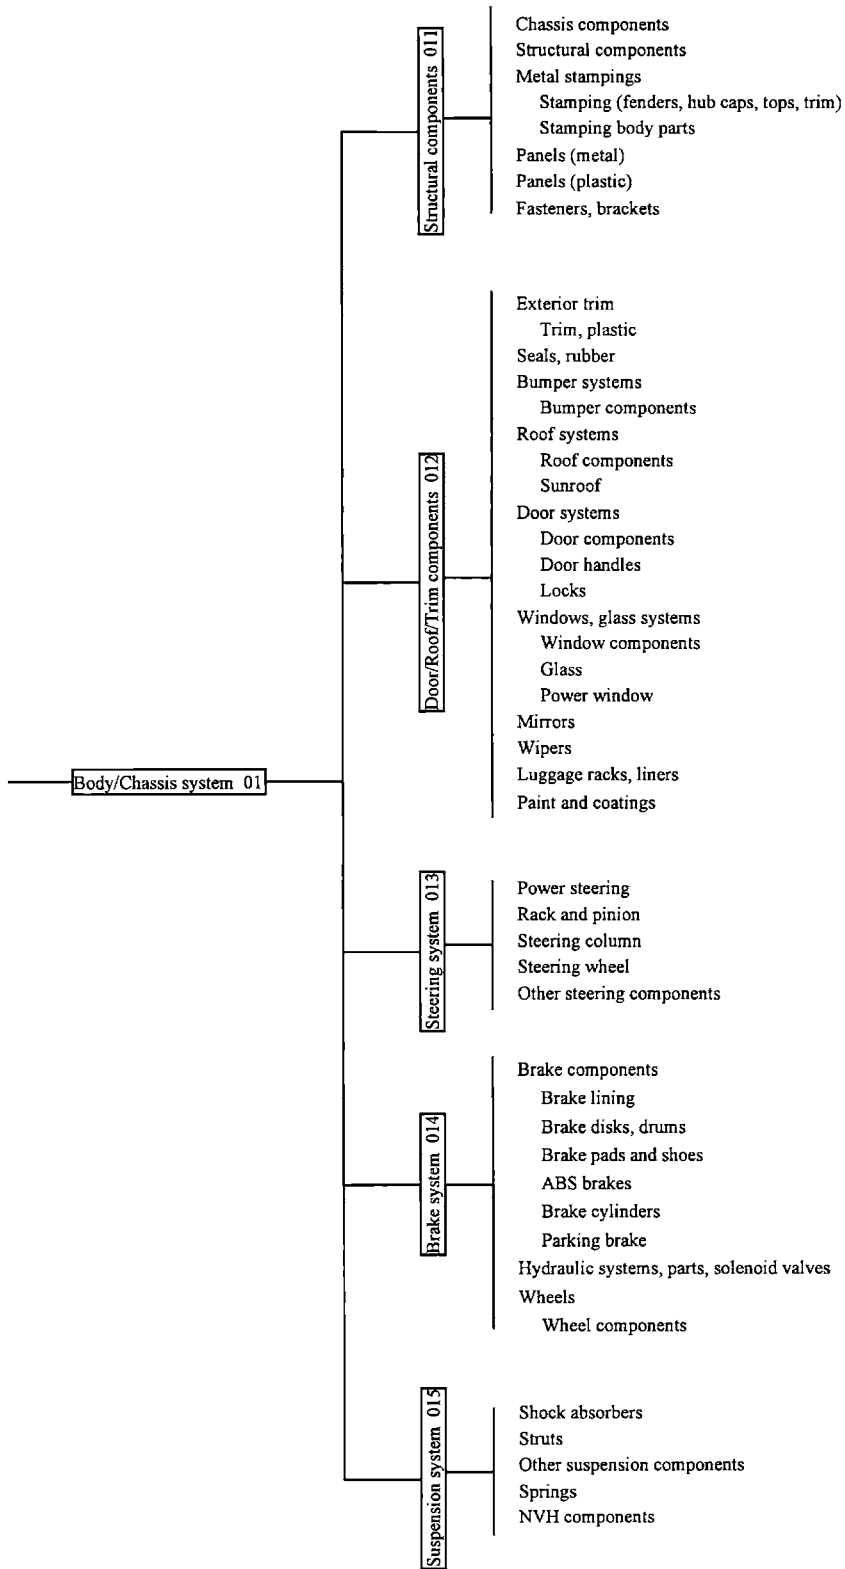 Body/Chassis system 01
Structural components 011
Chassis components
Structural components
Metal stampings
Stamping (fenders, hub caps, tops, trim)
Stamping body parts
Panels (metal)
Panels (plastic)
Fasteners, brackets
Door/Roof/Trim components 012
Exterior trim
Trim, plastic
Seals, rubber
Bumper systems
Bumper components
Roof systems
Roof components
Sunroof
Door systems
Door components
Door handles
Locks
Windows, glass systems
Window components
Glass
Power window
Mirrors
Wipers
Luggage racks, liners
Paint and coatings
Steering system 013
Power steering
Rack and pinion
Steering column
Steering wheel
Other steering components
Brake system 014
Brake components
Brake lining
Brake disks, drums
Brake pads and shoes
ABS brakes
Brake cylinders
Parking brake
Hydraulic systems, parts, solenoid valves
Wheels
Wheel components
Suspension system 015
Shock absorbers
Struts
Other suspension components
Springs
NVH components